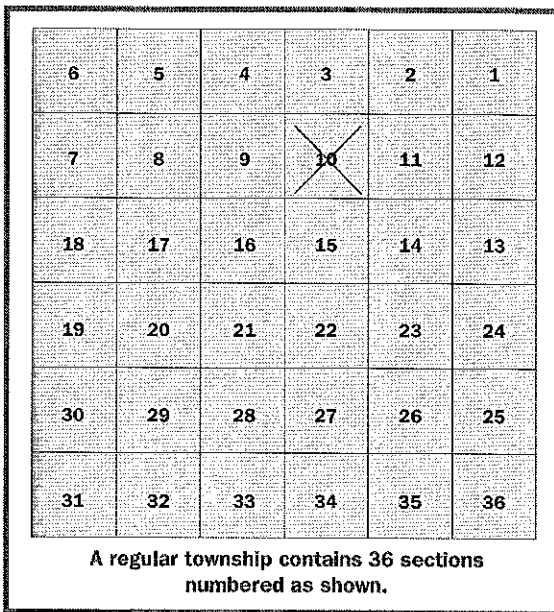 6 5 4 3 2 1
7 8 9 10 11 12
18 17 16 15 14 13
19 20 21 22 23 24
30 29 28 27 26 25
31 32 33 34 35 36
A regular township contains 36 sections
numbered as shown.